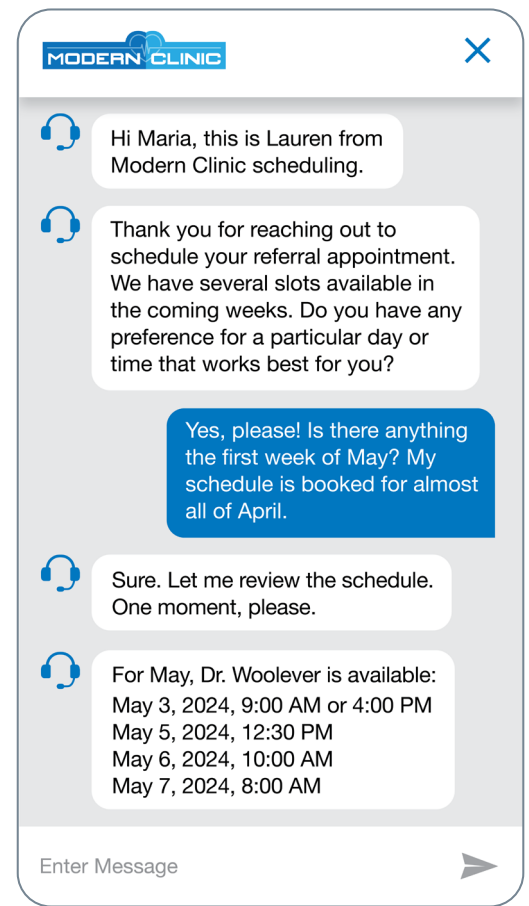 MODERN CLINIC
Hi Maria, this is Lauren from
Modern Clinic scheduling.
Thank you for reaching out to
schedule your referral appointment.
We have several slots available in
the coming weeks. Do you have any
preference for a particular day or
time that works best for you?
Yes, please! Is there anything
the first week of May? My
schedule is booked for almost
all of April.
Sure. Let me review the schedule.
One moment, please.
For May, Dr. Woolever is available:
May 3, 2024, 9:00 AM or 4:00 PM
May 5, 2024, 12:30 PM
May 6, 2024, 10:00 AM
May 7, 2024, 8:00 AM
Enter Message